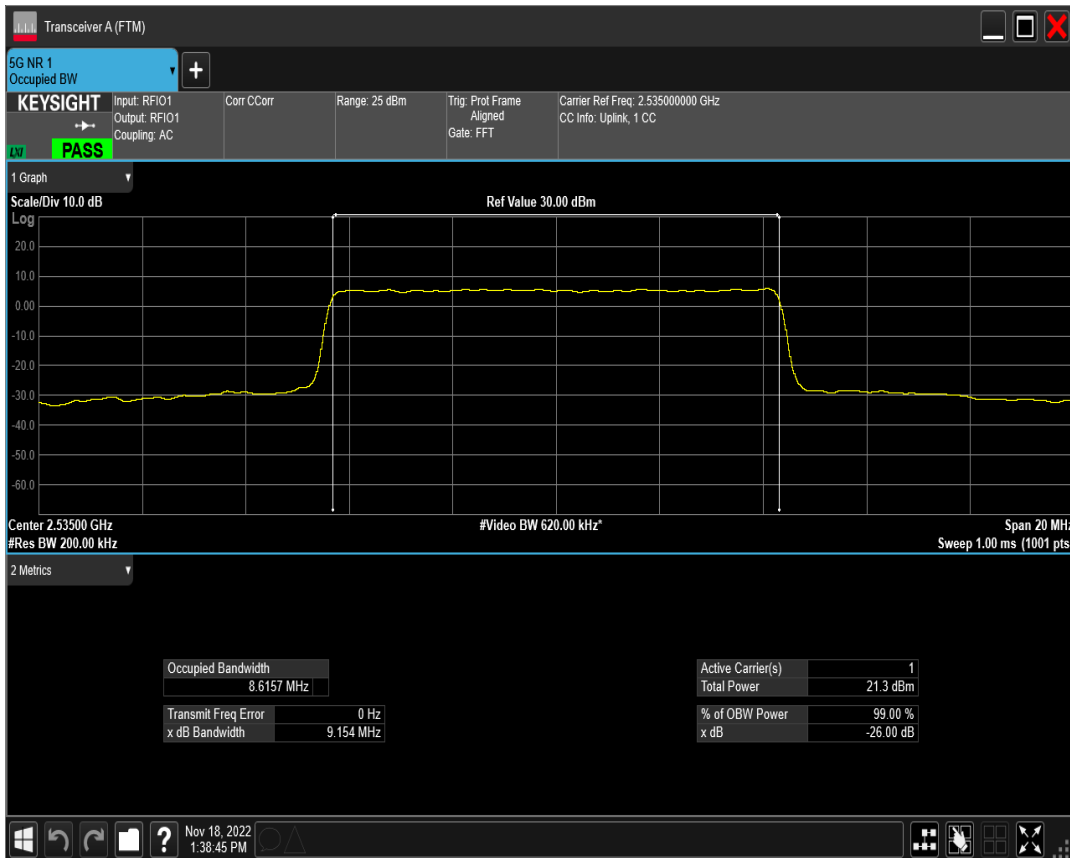 Transceiver A (FTM)
5G NR 1
Occupied BW
+
KEYSIGHT
LXI
PASS
Input: RFIO1
Output: RFIO1
Coupling: AC
Corr CCorr
Range: 25 dBm
Trig: Prot Frame
Aligned
Gate: FFT
Carrier Ref Freq: 2.535000000 GHz
CC Info: Uplink, 1 CC
1 Graph
Scale/Div 10.0 dB
Ref Value 30.00 dBm
Log
20.0
10.0
0.00
-10.0
-20.0
-30.0
-40.0
-50.0
-60.0
Center 2.53500 GHz
#Video BW 620.00 kHz*
Span 20 MHz
#Res BW 200.00 kHz
Sweep 1.00 ms (1001 pts
2 Metrics
Occupied Bandwidth
8.6157 MHz
Transmit Freq Error 0 Hz
x dB Bandwidth 9.154 MHz
Active Carrier(s) 1
Total Power 21.3 dBm
% of OBW Power 99.00 %
x dB -26.00 dB
?
Nov 18, 2022
1:38:45 PM